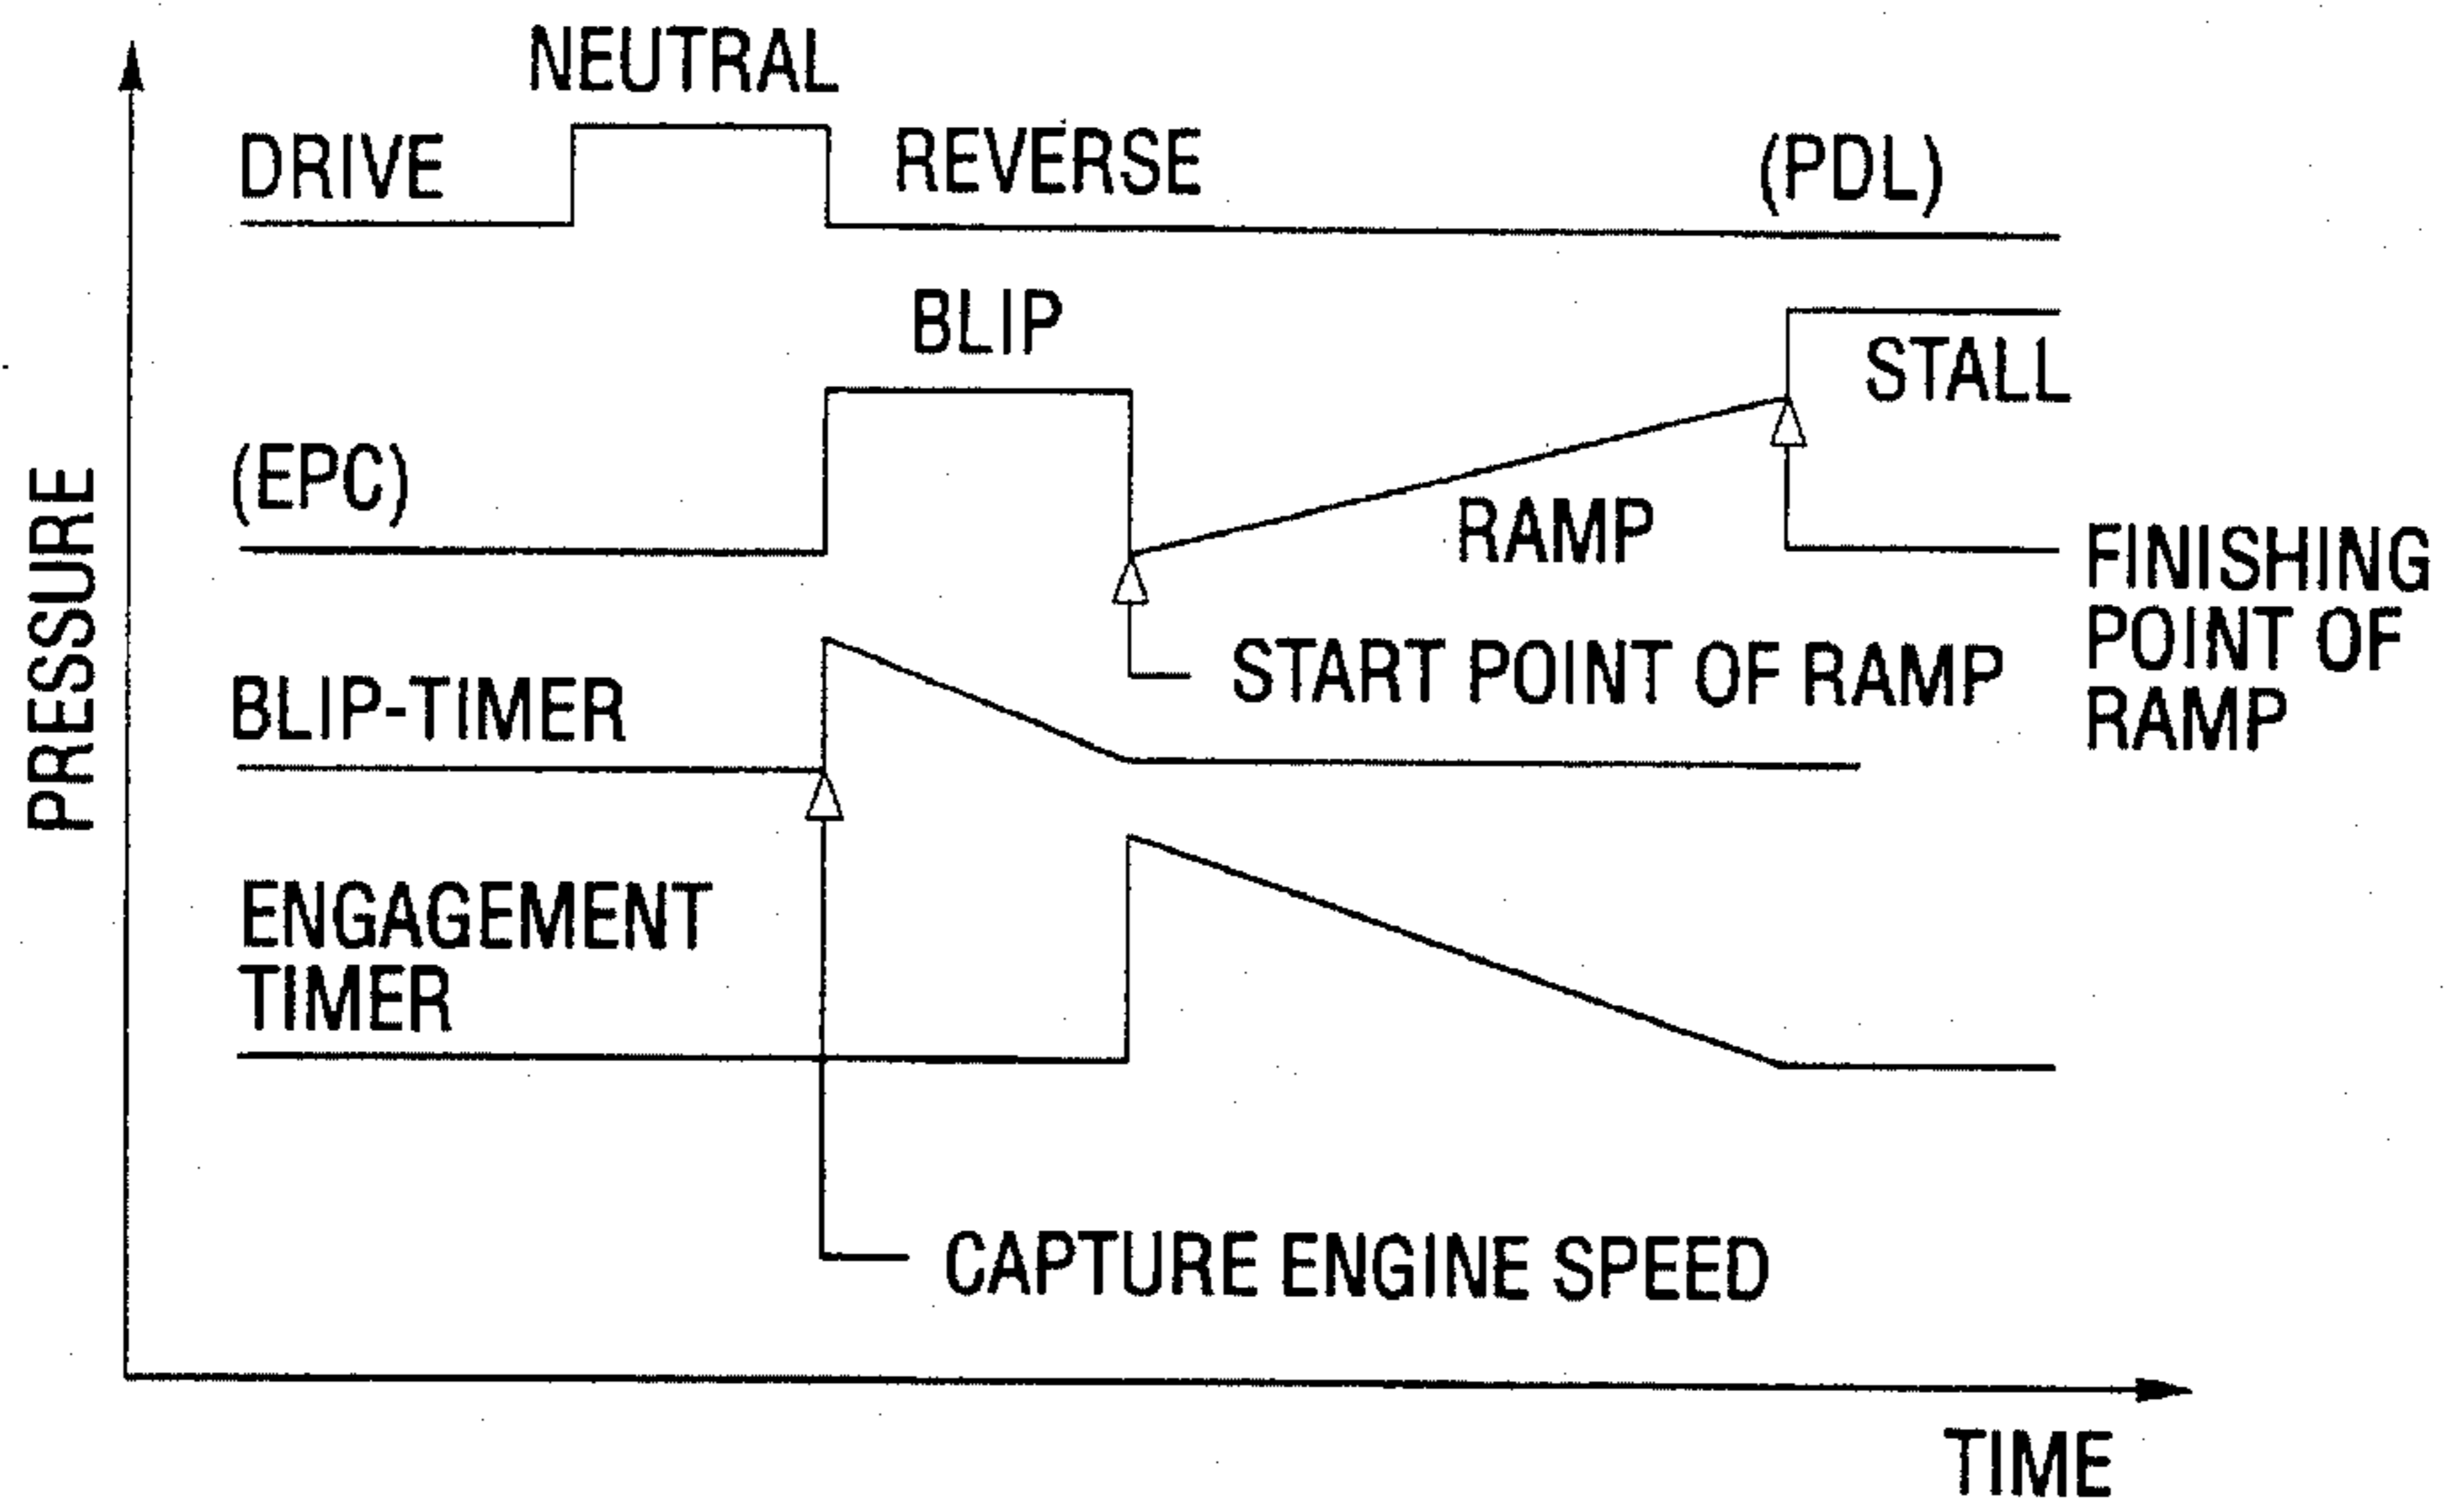 NEUTRAL
DRIVE
REVERSE
(PDL)
BLIP
STALL
(EPC)
RAMP
FINISHING
POINT OF
RAMP
START POINT OF RAMP
BLIP-TIMER
PRESSURE
ENGAGEMENT
TIMER
CAPTURE ENGINE SPEED
TIME